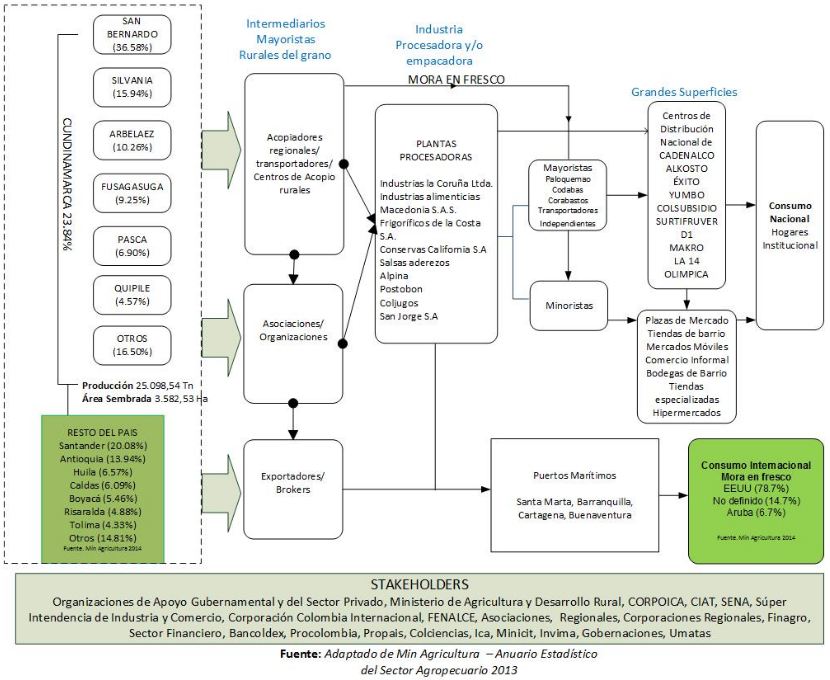 SAN
BERNARDO
(36.58%)
SILVANIA
(15.94%)
ARBELAEZ
(10.26%)
FUSAGASUGA
(9.25%)
PASCA
(6.90%)
QUIPILE
(4.57%)
OTROS
(16.50%)
CUNDINAMARCA 23.84%
Producción 25.098,54 Tn
Área Sembrada 3.582,53 Ha
RESTO DEL PAIS
Santander (20.08%)
Antioquia (13.94%)
Huila (6.57%)
Caldas (6.09%)
Boyacá (5.46%)
Risaralda (4.88%)
Tolima (4.33%)
Otros (14.81%)
Fuente. Min Agricultura 2014
Intermediarios
Mayoristas
Rurales del grano
Acopiadores
regionales/
transportadores/
Centros de Acopio
rurales
Asociaciones/
Organizaciones
Exportadores/
Brokers
Industria
Procesadora y/o
empacadora
MORA EN FRESCO
PLANTAS
PROCESADORAS
Industrias la Coruña Ltda.
Industrias alimenticias
Macedonia S.A.S.
Frigoríficos de la Costa
S.A.
Conservas California S.A
Salsas aderezos
Alpina
Postobon
Coljugos
San Jorge S.A
Mayoristas
Paloquemao
Codabas
Corabastos
Transportadores
Independientes
Minoristas
Grandes Superficies
Centros de
Distribución
Nacional de
CADENALCO
ALKOSTO
ÉXITO
YUMBO
COLSUBSIDIO
SURTIFRUVER
D1
MAKRO
LA 14
OLIMPICA
Plazas de Mercado
Tiendas de barrio
Mercados Móviles
Comercio Informal
Bodegas de Barrio
Tiendas
especializadas
Hipermercados
Consumo
Nacional
Hogares
Institucional
Puertos Marítimos
Santa Marta, Barranquilla,
Cartagena, Buenaventura
Consumo Internacional
Mora en fresco
EEUU (78.7%)
No definido (14.7%)
Aruba (6.7%)
Fuente. Min Agricultura 2014
STAKEHOLDERS
Organizaciones de Apoyo Gubernamental y del Sector Privado, Ministerio de Agricultura y Desarrollo Rural, CORPOICA, CIAT, SENA, Súper
Intendencia de Industria y Comercio, Corporación Colombia Internacional, FENALCE, Asociaciones, Regionales, Corporaciones Regionales, Finagro,
Sector Financiero, Bancoldex, Procolombia, Propais, Colciencias, Ica, Minicit, Invima, Gobernaciones, Umatas
Fuente: Adaptado de Min Agricultura – Anuario Estadístico
del Sector Agropecuario 2013